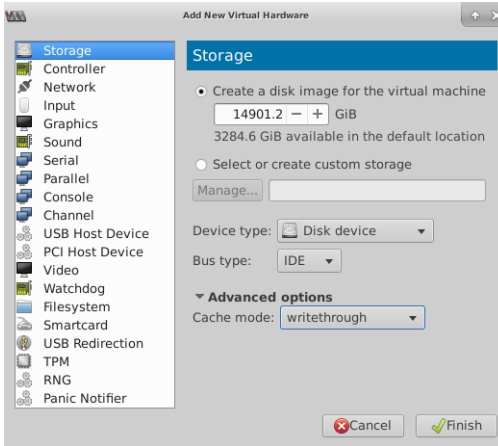 Add New Virtual Hardware
Storage
Controller
Network
Input
Graphics
Sound
Serial
Parallel
Console
Channel
USB Host Device
PCI Host Device
Video
Watchdog
Filesystem
Smartcard
USB Redirection
TPM
RNG
Panic Notifier
Storage
Create a disk image for the virtual machine
14901.2 − + GiB
3284.6 GiB available in the default location
Select or create custom storage
Manage...
Device type: Disk device
Bus type: IDE
Advanced options
Cache mode: writethrough
Cancel Finish